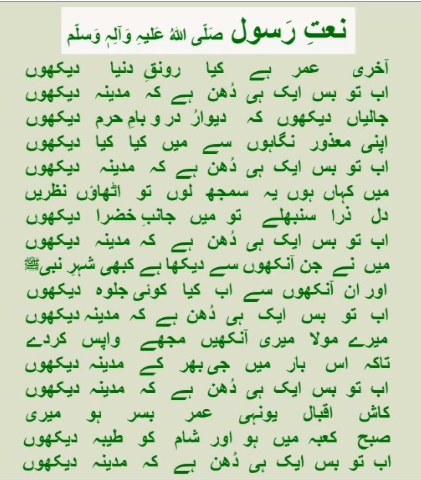 نعتِ رَسول صَلّی اللهُ عَلیہِ وَآلِہٖ وَسلّم
آخری عمر ہے کیا رونقِ دنیا دیکھوں
اب تو بس ایک ہی دُھن ہے کہ مدینہ دیکھوں
جالیاں دیکھوں کہ دیوارُ در و بامِ حرم دیکھوں
اپنی معذور نگاہوں سے میں کیا کیا دیکھوں
اب تو بس ایک ہی دُھن ہے کہ مدینہ دیکھوں
میں کہاں ہوں یہ سمجھ لوں تو اٹھاؤں نظریں
دل ذرا سنبھلے تو میں جانبِ خضرا دیکھوں
اب تو بس ایک ہی دُھن ہے کہ مدینہ دیکھوں
میں نے جن آنکھوں سے دیکھا ہے کبھی شہرِ نبیﷺ
اور ان آنکھوں سے اب کیا کوئی جلوہ دیکھوں
اب تو بس ایک ہی دُھن ہے کہ مدینہ دیکھوں
میرے مولا میری آنکھیں مجھے واپس کردے
تاکہ اس بار میں جی بھر کے مدینہ دیکھوں
اب تو بس ایک ہی دُھن ہے کہ مدینہ دیکھوں
کاش اقبال یونہی عمر بسر ہو میری
صبح کعبہ میں ہو اور شام کو طیبہ دیکھوں
اب تو بس ایک ہی دُھن ہے کہ مدینہ دیکھوں